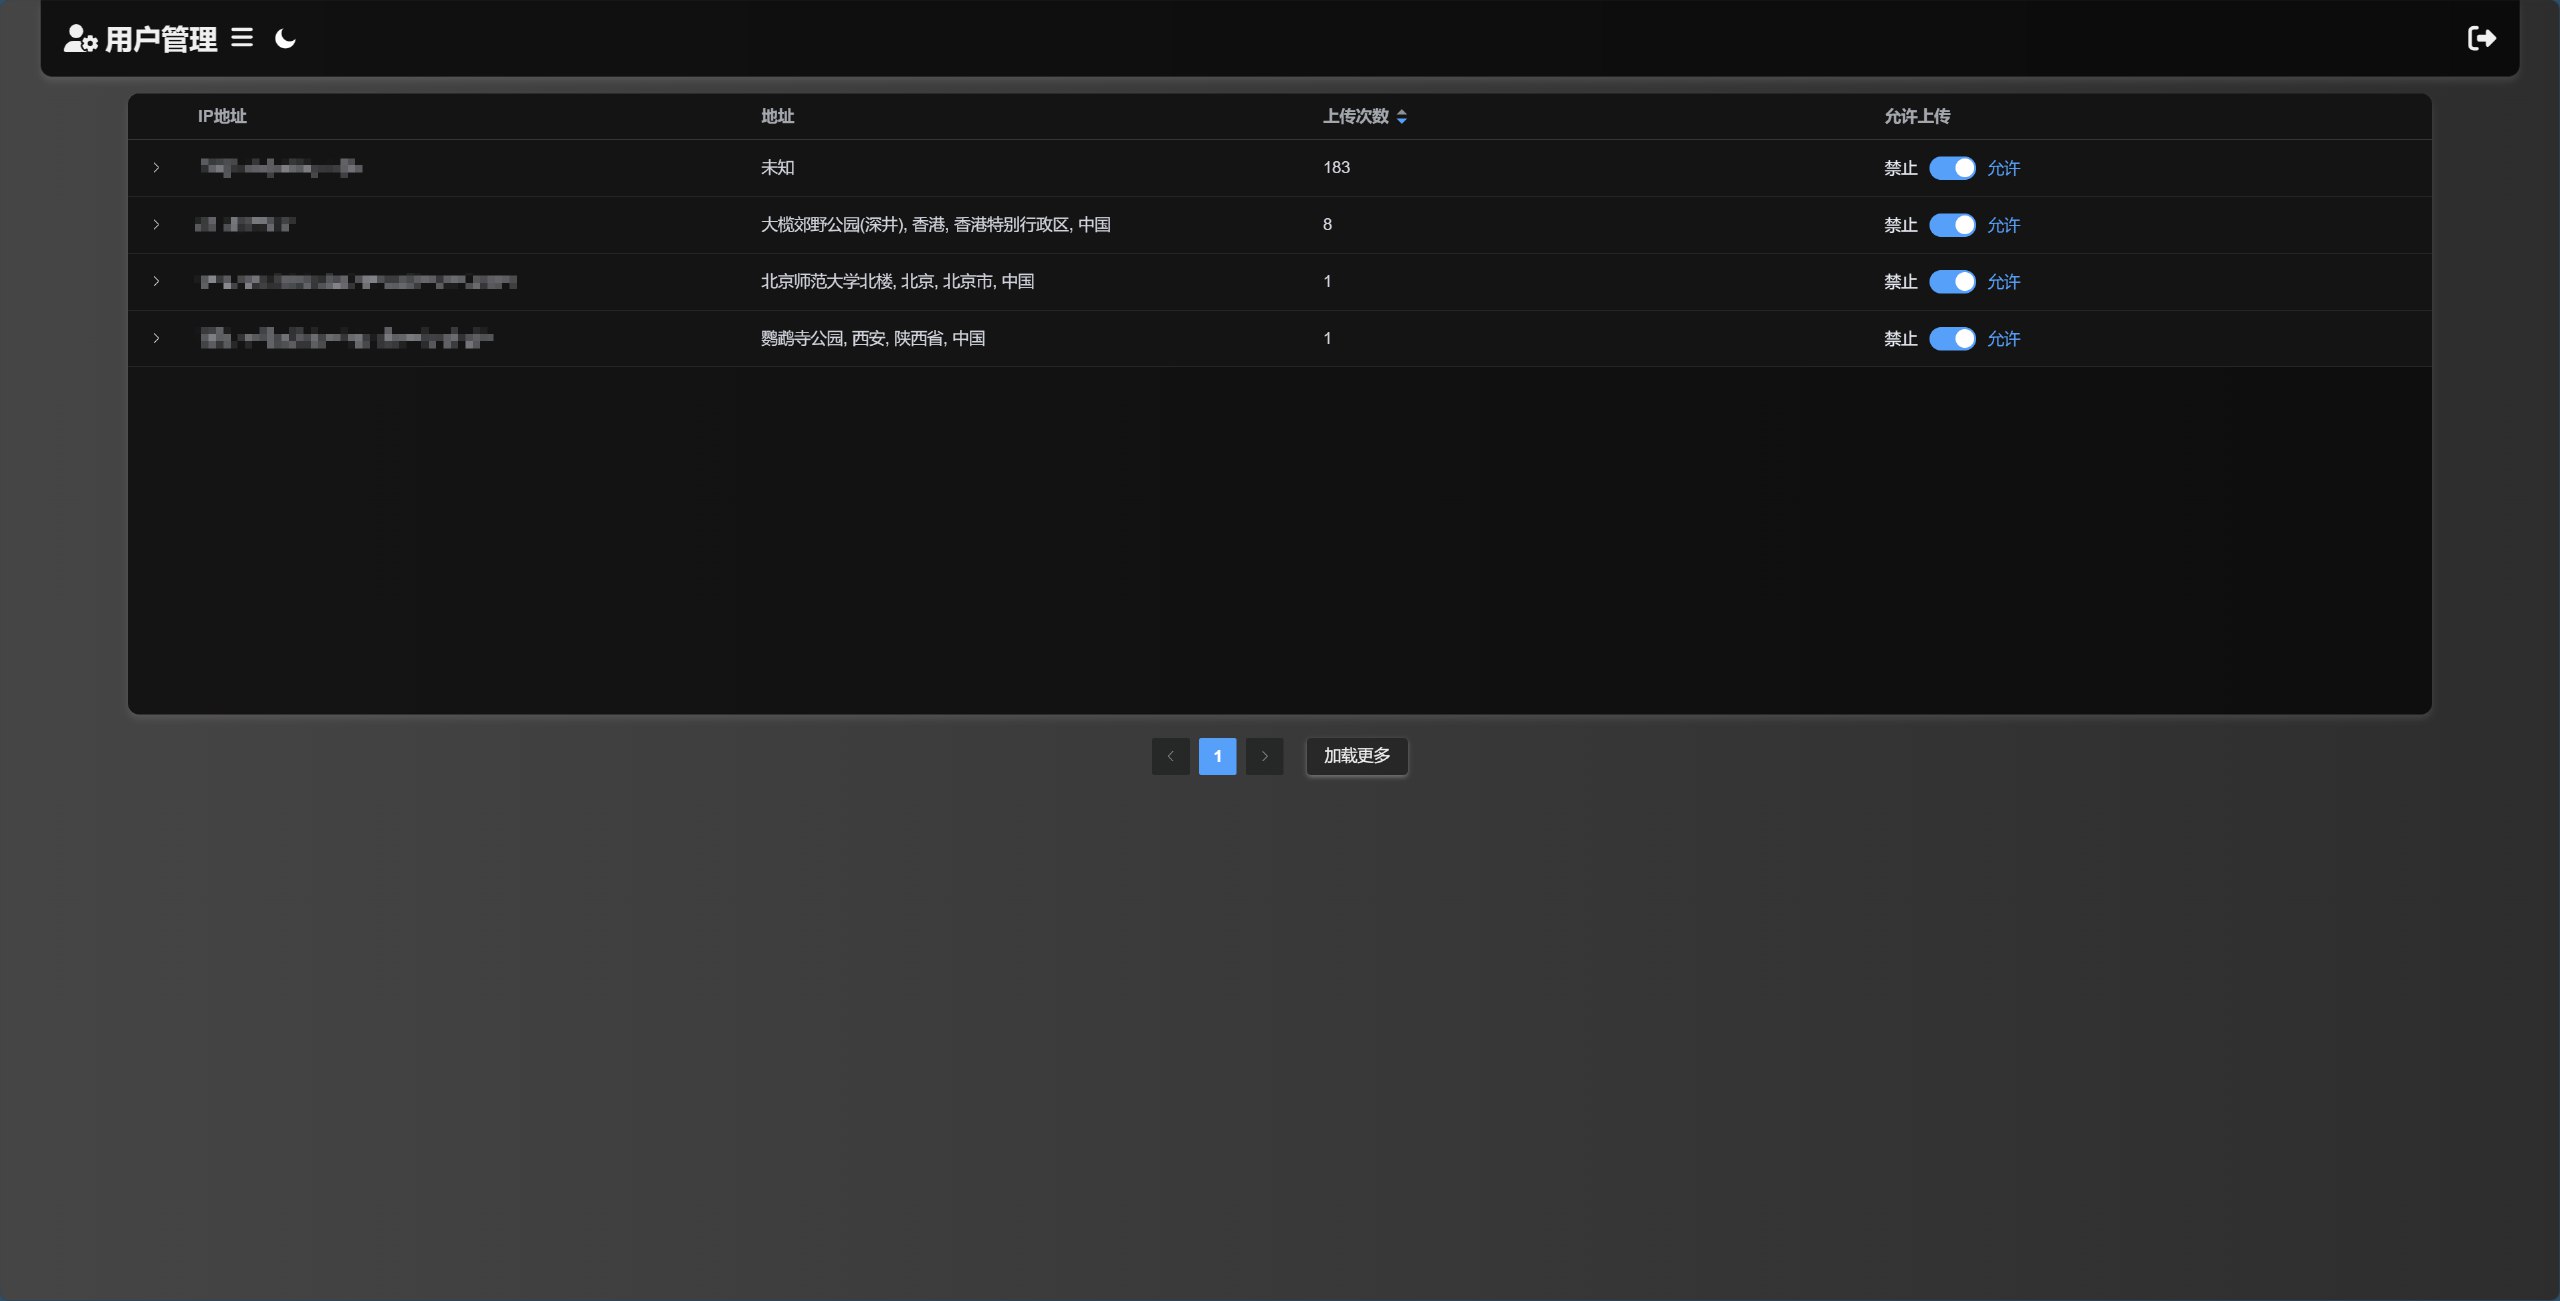 用户管理
IP地址 地址 上传次数 允许上传
未知 183 禁止 允许
大榄郊野公园(深井), 香港, 香港特别行政区, 中国 8 禁止 允许
北京师范大学北楼, 北京, 北京市, 中国 1 禁止 允许
鹦鹉寺公园, 西安, 陕西省, 中国 1 禁止 允许
1 加载更多